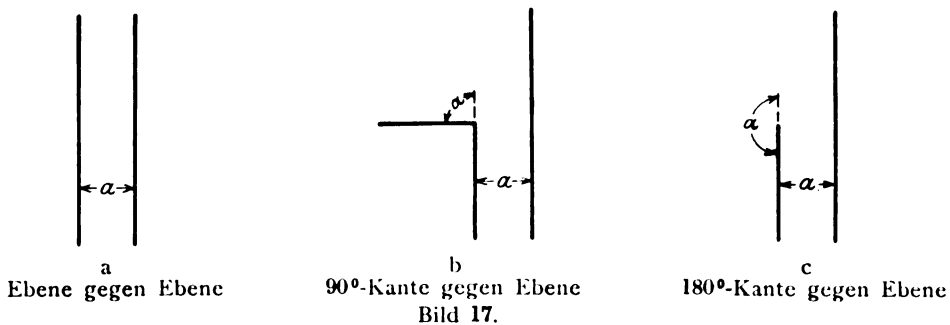 α
a
a
α
a
a
b
c
Ebene gegen Ebene
90°-Kante gegen Ebene
180°-Kante gegen Ebene
Bild 17.